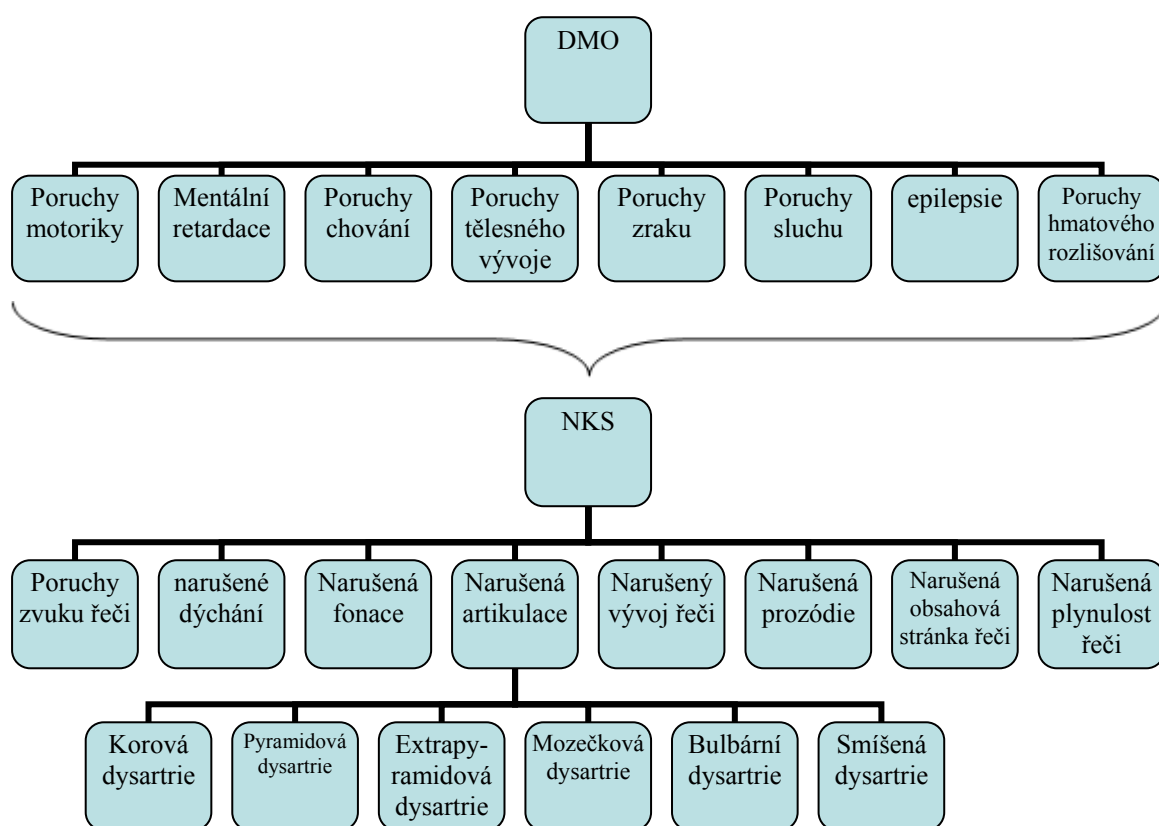 DMO
Poruchy
motoriky
Mentální
retardace
Poruchy
chování
Poruchy
tělesného
vývoje
Poruchy
zraku
Poruchy
sluchu
epilepsie
Poruchy
hmatového
rozlišování
NKS
Poruchy
zvuku řeči
narušené
dýchání
Narušená
fonace
Narušená
artikulace
Narušený
vývoj řeči
Narušená
prozódie
Narušená
obsahová
stránka řeči
Narušená
plynulost
řeči
Korová
dysartrie
Pyramidová
dysartrie
Extrapy-
ramidová
dysartrie
Mozečková
dysartrie
Bulbární
dysartrie
Smíšená
dysartrie